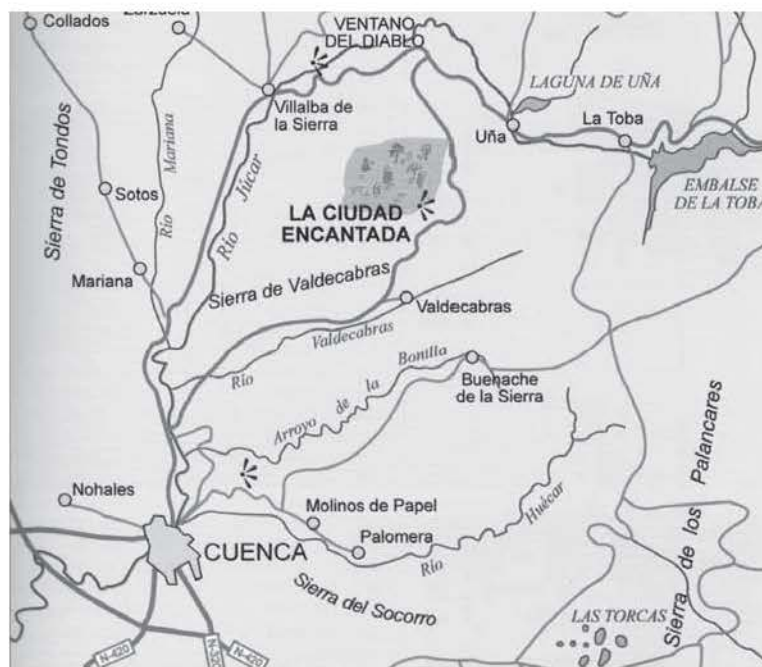 Collados
Zarzuela
VENTANO
DEL DIABLO
LAGUNA DE UÑA
Villalba de
la Sierra
Uña
La Toba
Sierra de Tondos
Río Mariana
Río Júcar
Sotos
LA CIUDAD
ENCANTADA
EMBALSE
DE LA TOBA
Mariana
Sierra de Valdecabras
Valdecabras
Río Valdecabras
Arroyo de la Bonilla
Buenache
de la Sierra
Sierra de los Palancares
Nohales
Molinos de Papel
Palomera
Río Huécar
CUENCA
Sierra del Socorro
LAS TORCAS
N-420
N-320
N-420